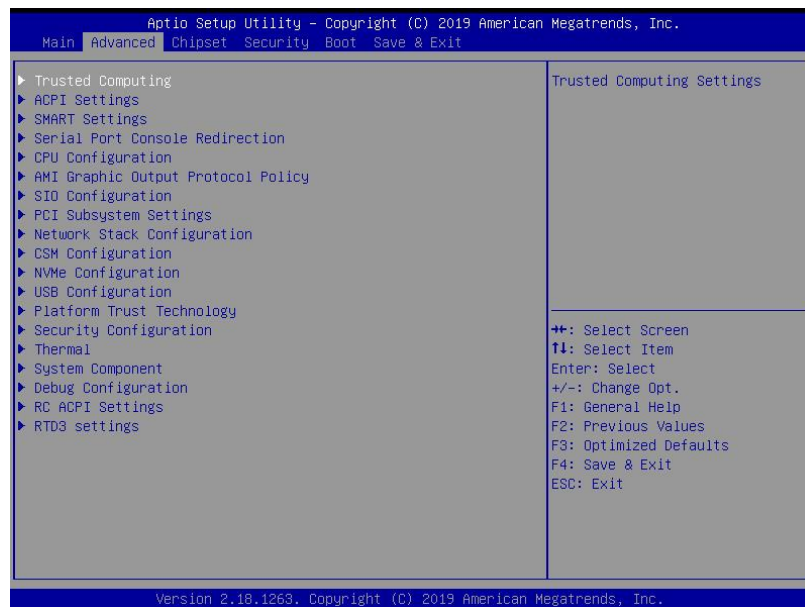 Aptio Setup Utility – Copyright (C) 2019 American Megatrends, Inc.
Main Advanced Chipset Security Boot Save & Exit
▶ Trusted Computing
▶ ACPI Settings
▶ SMART Settings
▶ Serial Port Console Redirection
▶ CPU Configuration
▶ AMI Graphic Output Protocol Policy
▶ SIO Configuration
▶ PCI Subsystem Settings
▶ Network Stack Configuration
▶ CSM Configuration
▶ NVMe Configuration
▶ USB Configuration
▶ Platform Trust Technology
▶ Security Configuration
▶ Thermal
▶ System Component
▶ Debug Configuration
▶ RC ACPI Settings
▶ RTD3 settings
Trusted Computing Settings
→←: Select Screen
↑↓: Select Item
Enter: Select
+/-: Change Opt.
F1: General Help
F2: Previous Values
F3: Optimized Defaults
F4: Save & Exit
ESC: Exit
Version 2.18.1263. Copyright (C) 2019 American Megatrends, Inc.